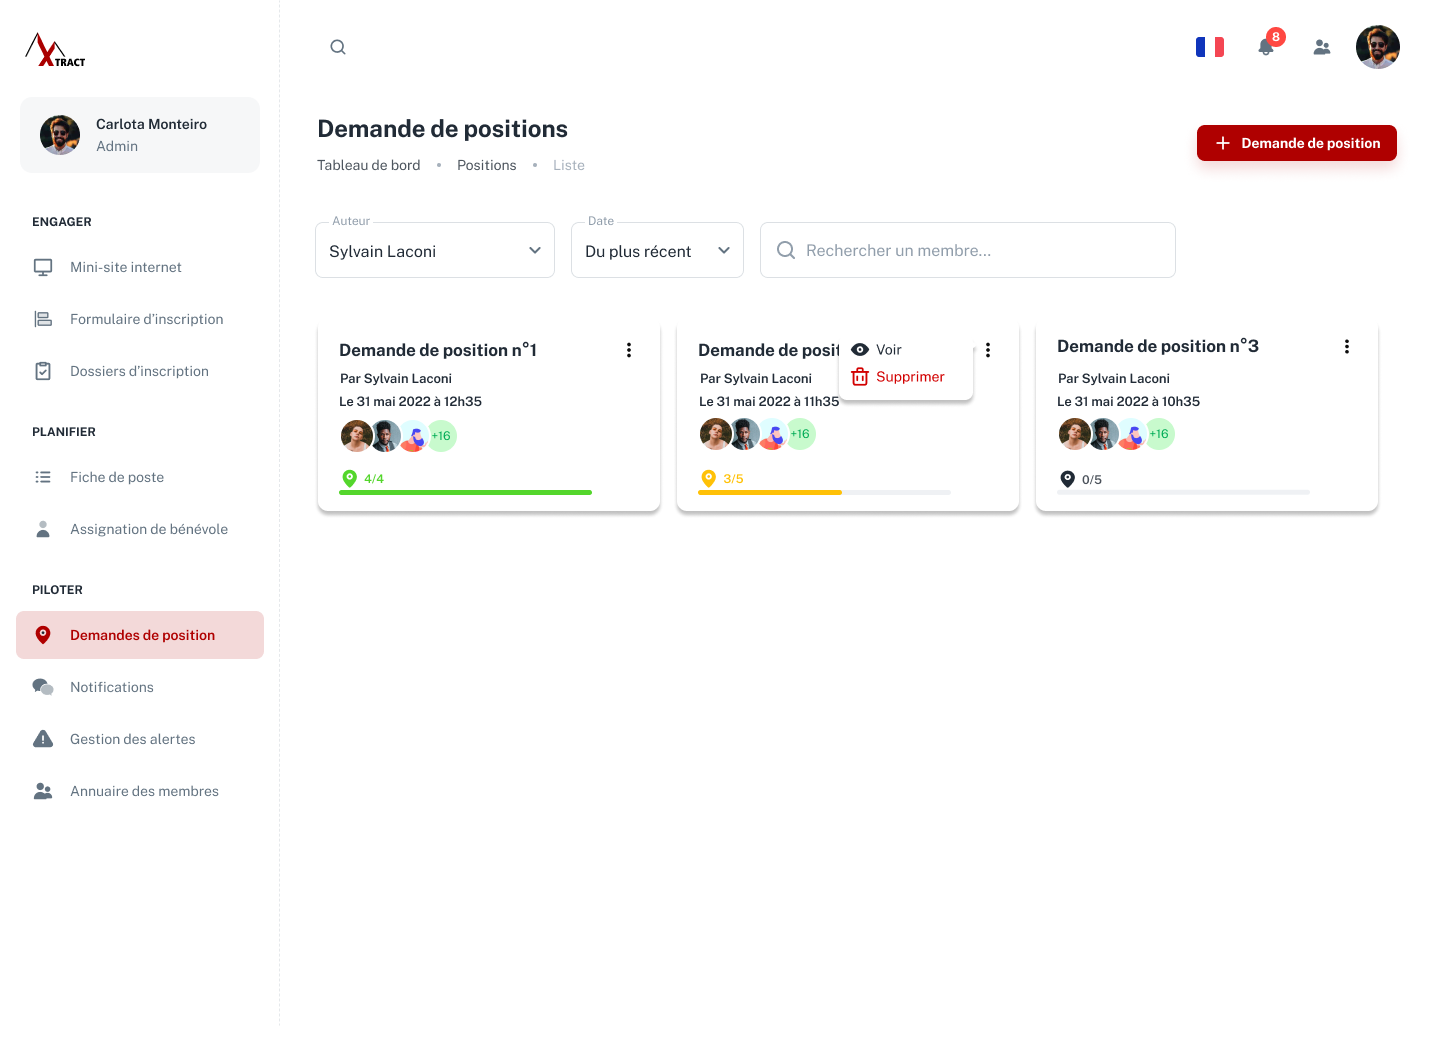 XTRACT
8
Carlota Monteiro
Admin
ENGAGER
Mini-site internet
Formulaire d'inscription
Dossiers d'inscription
PLANIFIER
Fiche de poste
Assignation de bénévole
PILOTER
Demandes de position
Notifications
Gestion des alertes
Annuaire des membres
Demande de positions
Tableau de bord • Positions • Liste
Demande de position
Auteur
Sylvain Laconi
Date
Du plus récent
Rechercher un membre...
Demande de position n°1
Par Sylvain Laconi
Le 31 mai 2022 à 12h35
+16
4/4
Demande de posit
Par Sylvain Laconi
Le 31 mai 2022 à 11h35
+16
3/5
Voir
Supprimer
Demande de position n°3
Par Sylvain Laconi
Le 31 mai 2022 à 10h35
+16
0/5